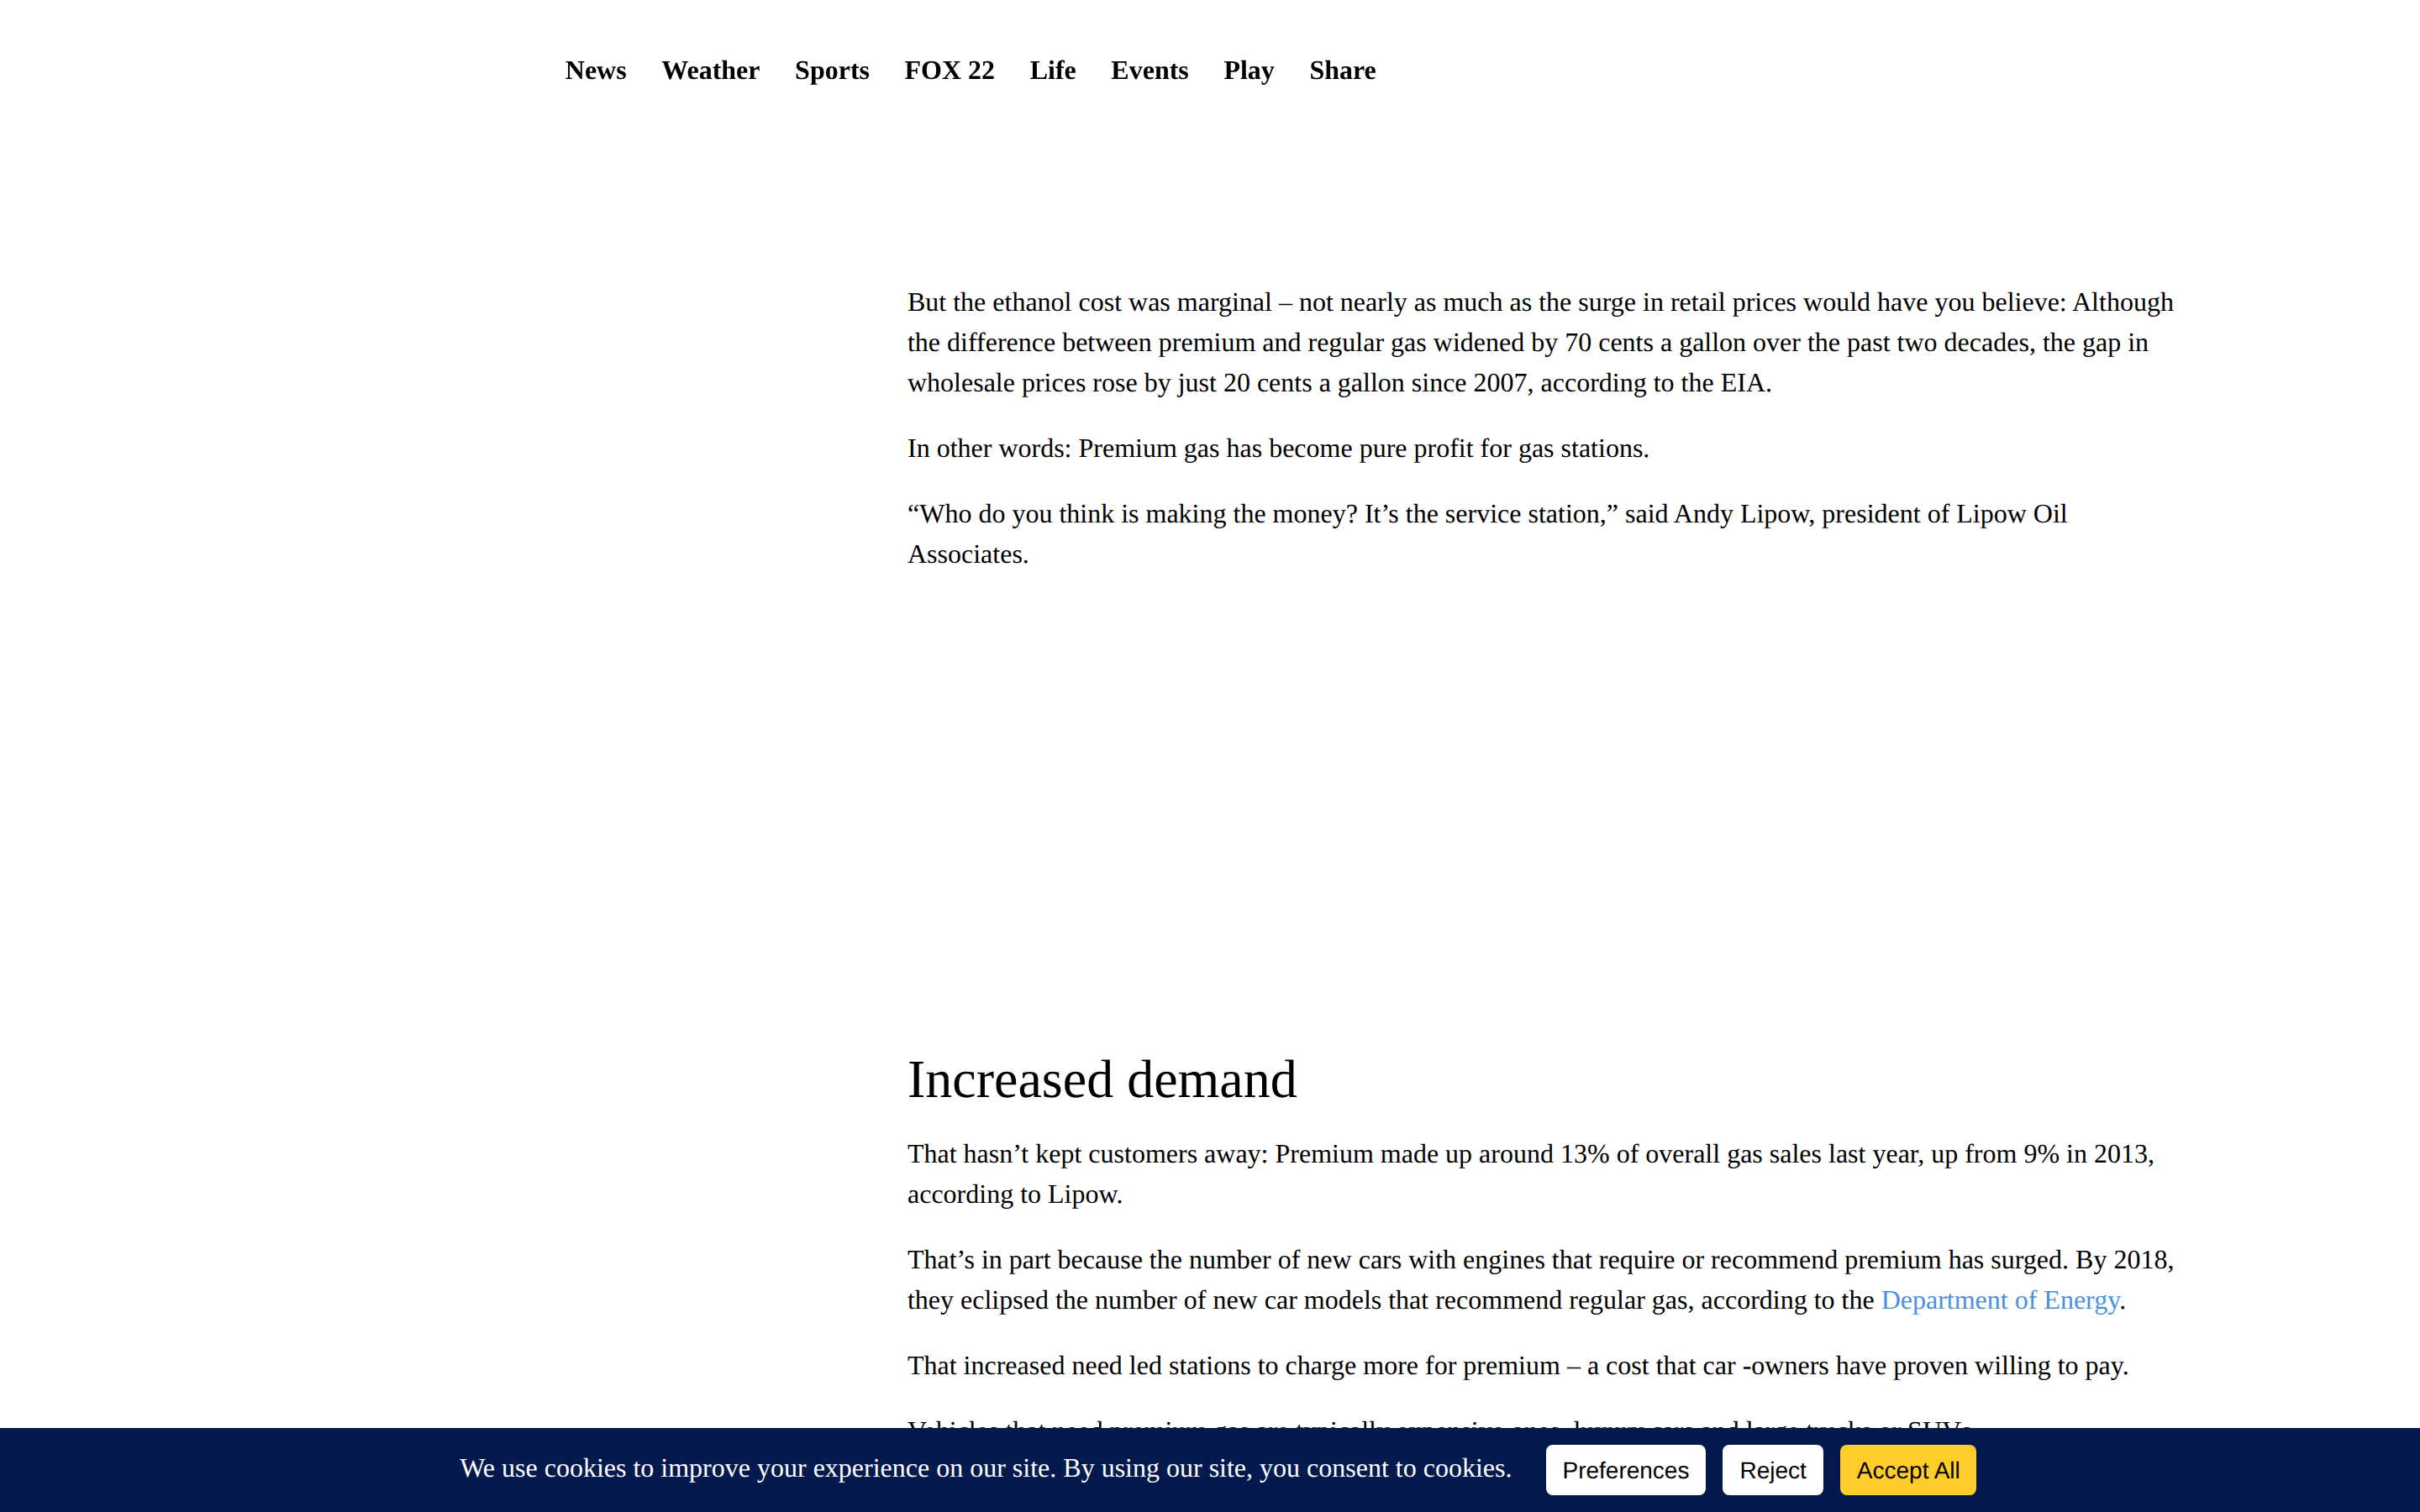 News Weather Sports FOX 22 Life Events Play Share
But the ethanol cost was marginal – not nearly as much as the surge in retail prices would have you believe: Although
the difference between premium and regular gas widened by 70 cents a gallon over the past two decades, the gap in
wholesale prices rose by just 20 cents a gallon since 2007, according to the EIA.
In other words: Premium gas has become pure profit for gas stations.
“Who do you think is making the money? It’s the service station,” said Andy Lipow, president of Lipow Oil
Associates.
Increased demand
That hasn’t kept customers away: Premium made up around 13% of overall gas sales last year, up from 9% in 2013,
according to Lipow.
That’s in part because the number of new cars with engines that require or recommend premium has surged. By 2018,
they eclipsed the number of new car models that recommend regular gas, according to the Department of Energy.
That increased need led stations to charge more for premium – a cost that car -owners have proven willing to pay.
We use cookies to improve your experience on our site. By using our site, you consent to cookies. Preferences Reject Accept All